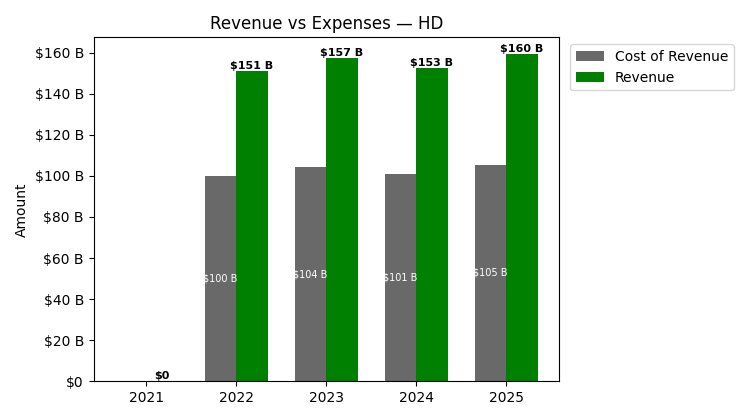 Revenue vs Expenses — HD
Amount
$160 B
$140 B
$120 B
$100 B
$80 B
$60 B
$40 B
$20 B
$0
$0
$151 B
$157 B
$153 B
$160 B
$100 B
$104 B
$101 B
$105 B
2021 2022 2023 2024 2025
Cost of Revenue
Revenue